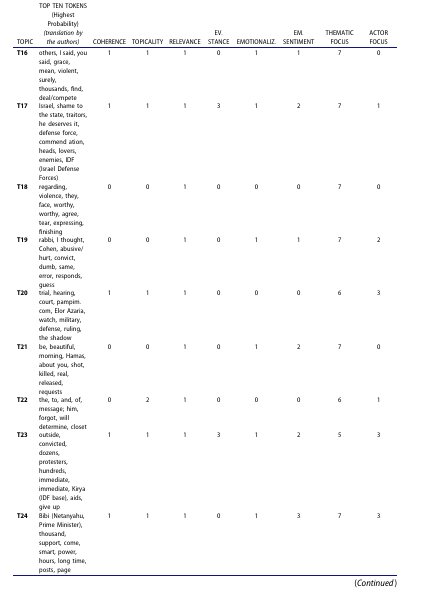 TOP TEN TOKENS
(Highest
Probability)
(translation by
the authors)
TOPIC COHERENCE TOPICALITY RELEVANCE EV. STANCE EMOTIONALIZ. EM. SENTIMENT THEMATIC FOCUS ACTOR FOCUS
T16 others, I said, you 1 1 1 0 1 1 7 0
said, grace,
mean, violent,
surely,
thousands, find,
deal/compete
T17 Israel, shame to 1 1 1 3 1 2 7 1
the state, traitors,
he deserves it,
defense force,
commend ation,
heads, lovers,
enemies, IDF
(Israel Defense
Forces)
T18 regarding, 0 0 1 0 0 0 7 0
violence, they,
face, worthy,
worthy, agree,
tear, expressing,
finishing
T19 rabbi, I thought, 0 0 1 0 1 1 7 2
Cohen, abusive/
hurt, convict,
dumb, same,
error, responds,
guess
T20 trial, hearing, 1 1 1 0 0 0 6 3
court, pampim.
com, Elor Azaria,
watch, military,
defense, ruling,
the shadow
T21 be, beautiful, 0 0 1 0 1 2 7 0
morning, Hamas,
about you, shot,
killed, real,
released,
requests
T22 the, to, and, of, 0 2 1 0 0 0 6 1
message; him,
forgot, will
determine, closet
T23 outside, 1 1 1 3 1 2 5 3
convicted,
dozens,
protesters,
hundreds,
immediate,
immediate, Kirya
(IDF base), aids,
give up
T24 Bibi (Netanyahu, 1 1 1 0 1 3 7 3
Prime Minister),
thousand,
support, come,
smart, power,
hours, long time,
posts, page
(Continued)